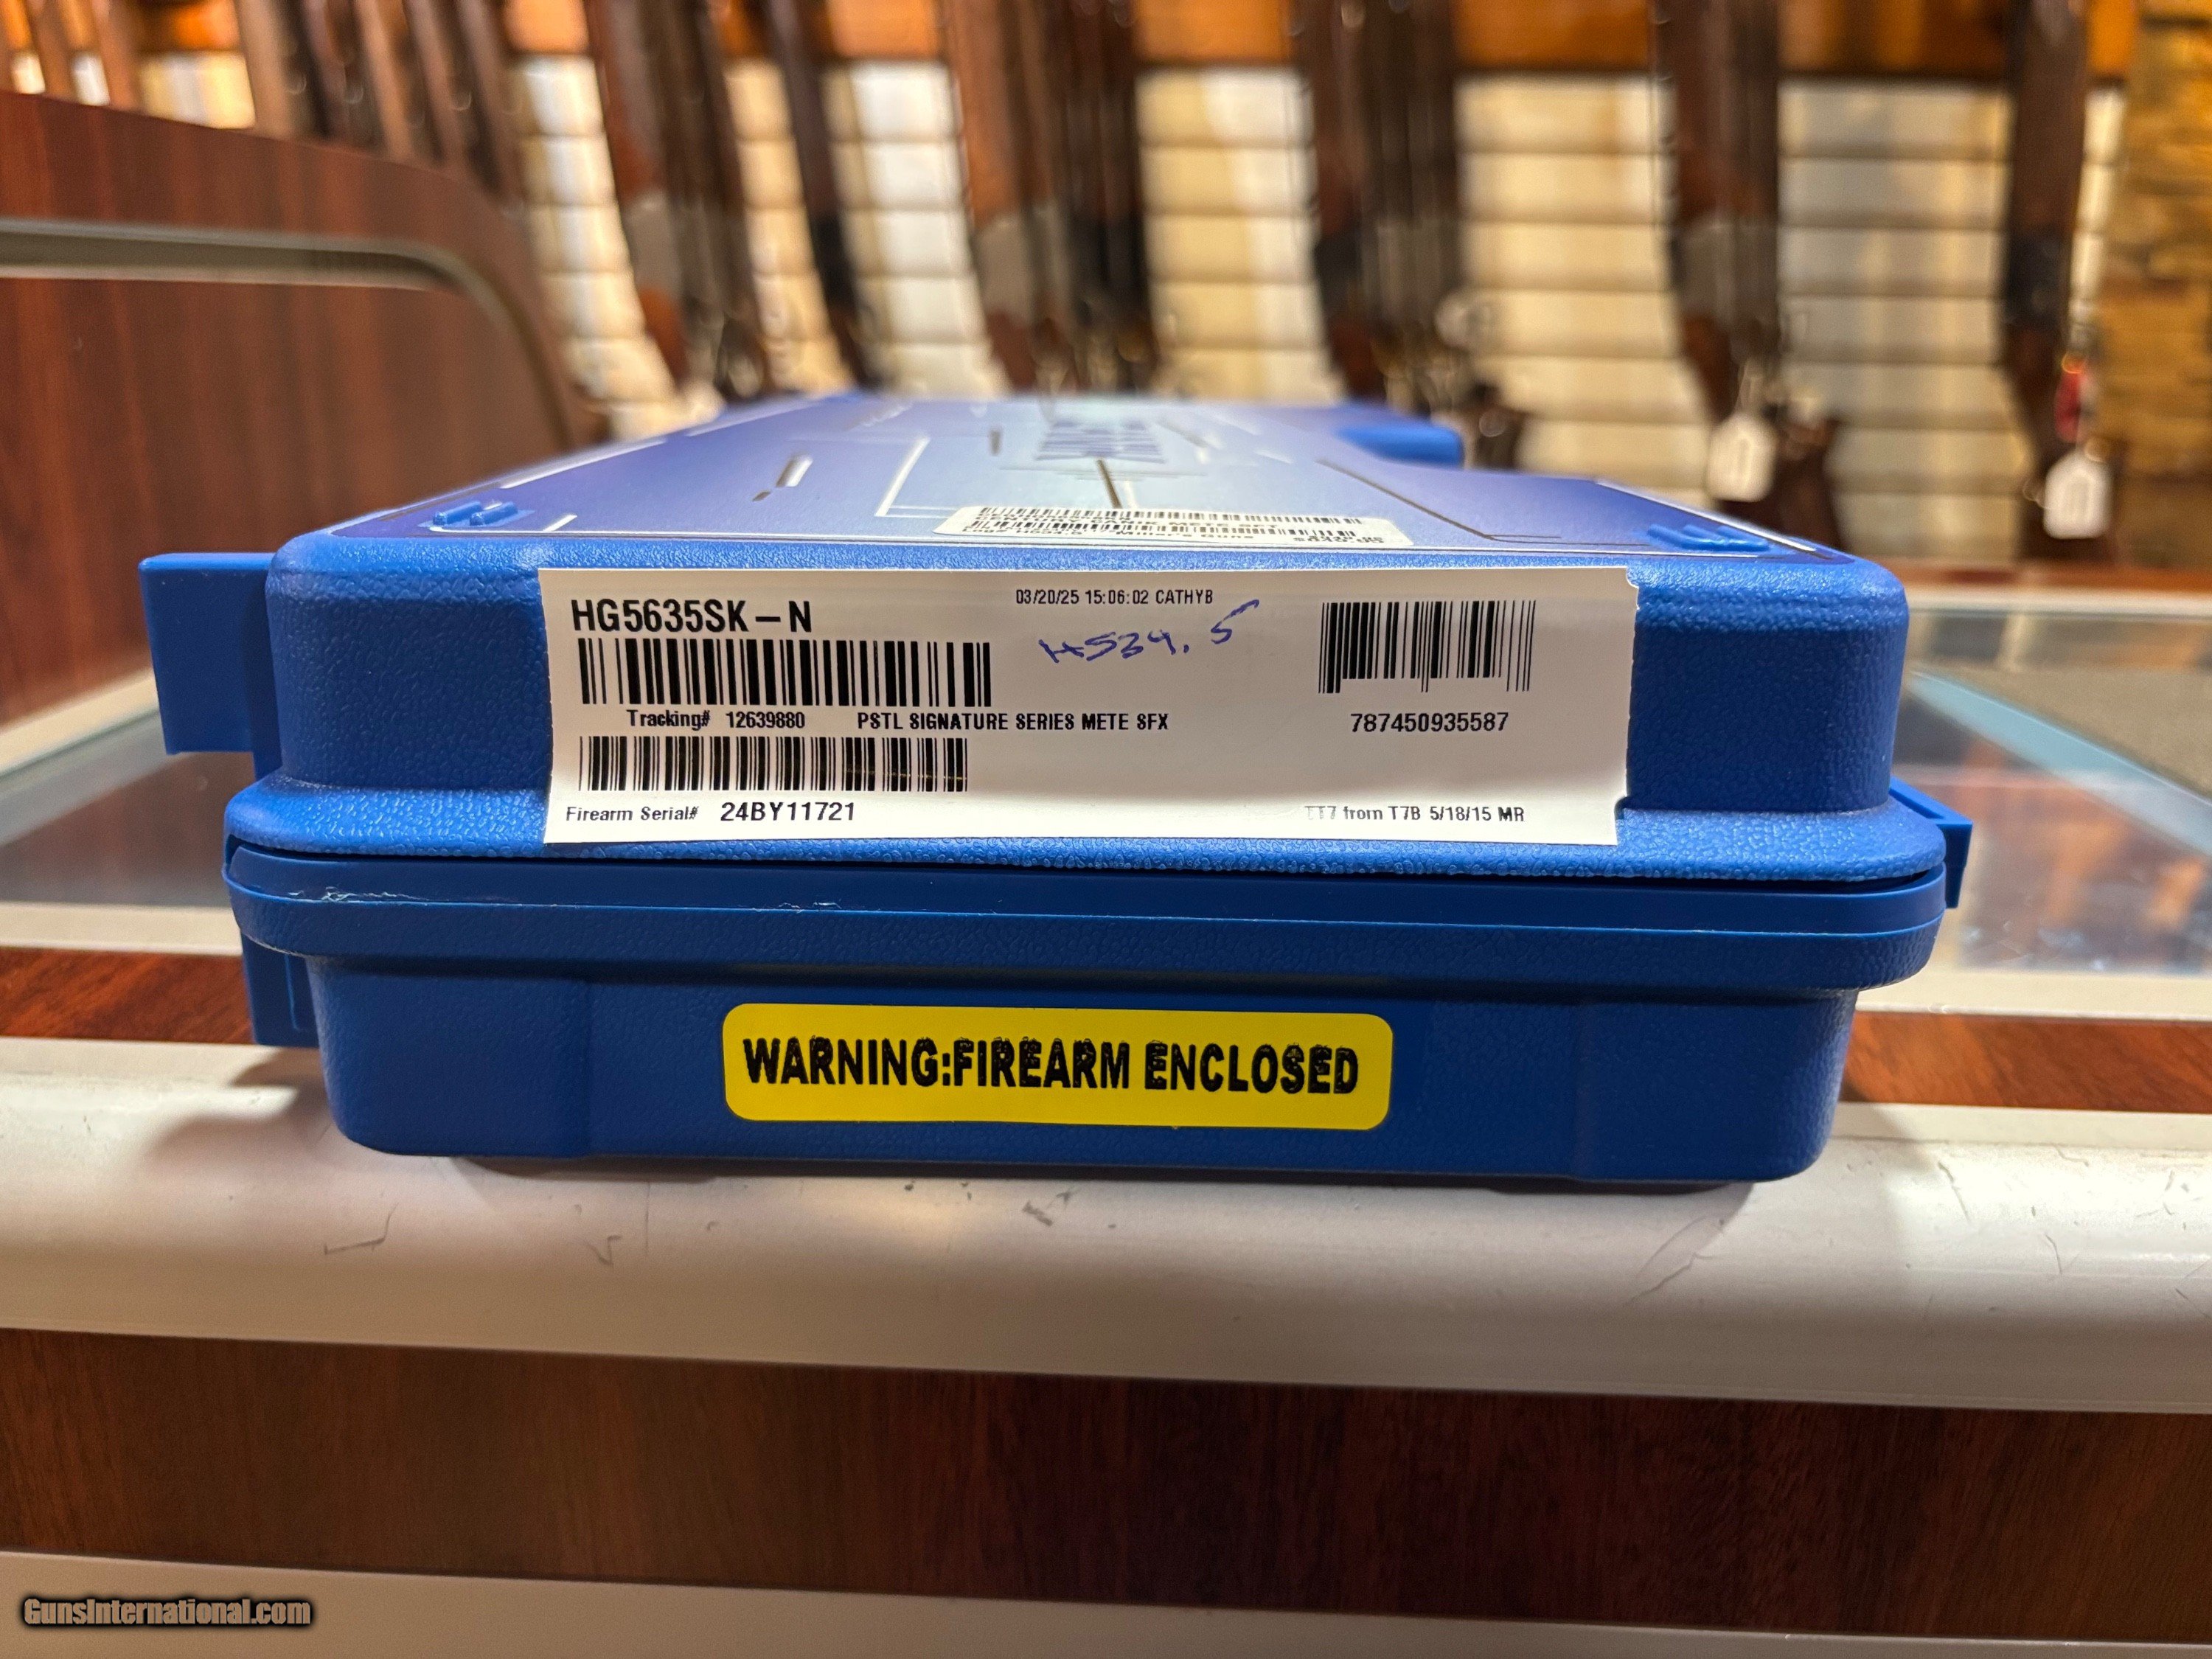 HG5635SK-N
03/20/25 15:06:02 CATHYB
H534.5
Tracking# 12639880 PSTL SIGNATURE SERIES METE SFX
787450935587
Firearm Serial# 24BY11721
TT7 from T7B 5/18/15 MR
WARNING:FIREARM ENCLOSED
GunsInternational.com